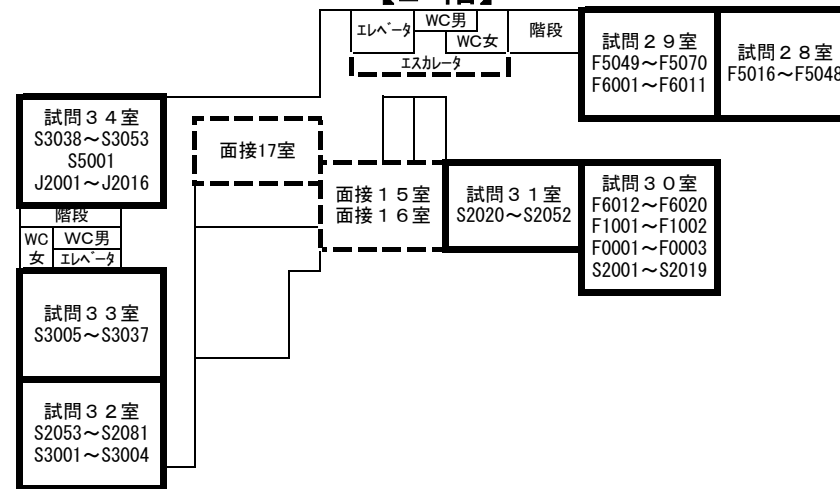 エレベータ
WC男
WC女
階段
エスカレータ
試問２９室
F5049～F5070
F6001～F6011
試問２８室
F5016～F5048
試問３４室
S3038～S3053
S5001
J2001～J2016
面接17室
面接１５室
面接１６室
試問３１室
S2020～S2052
試問３０室
F6012～F6020
F1001～F1002
F0001～F0003
S2001～S2019
階段
WC女
WC男
エレベータ
試問３３室
S3005～S3037
試問３２室
S2053～S2081
S3001～S3004